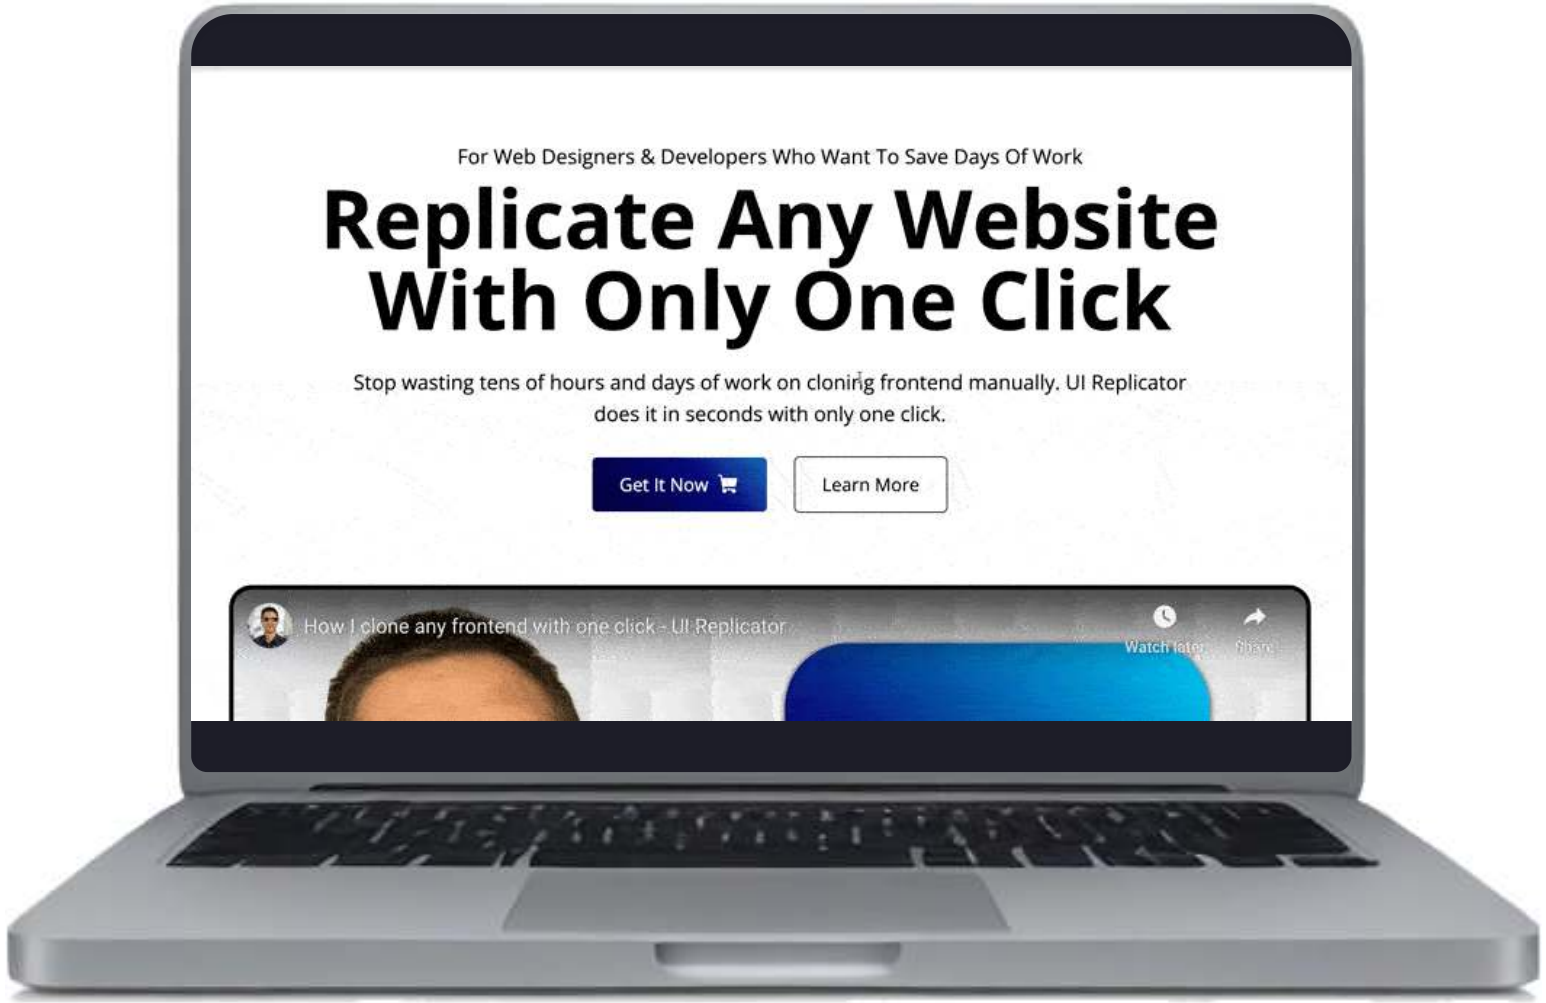 For Web Designers & Developers Who Want To Save Days Of Work
Replicate Any Website
With Only One Click
Stop wasting tens of hours and days of work on cloning frontend manually. UI Replicator
does it in seconds with only one click.
Get It Now
Learn More
How I clone any frontend with one click - UI Replicator
Watch later
Share